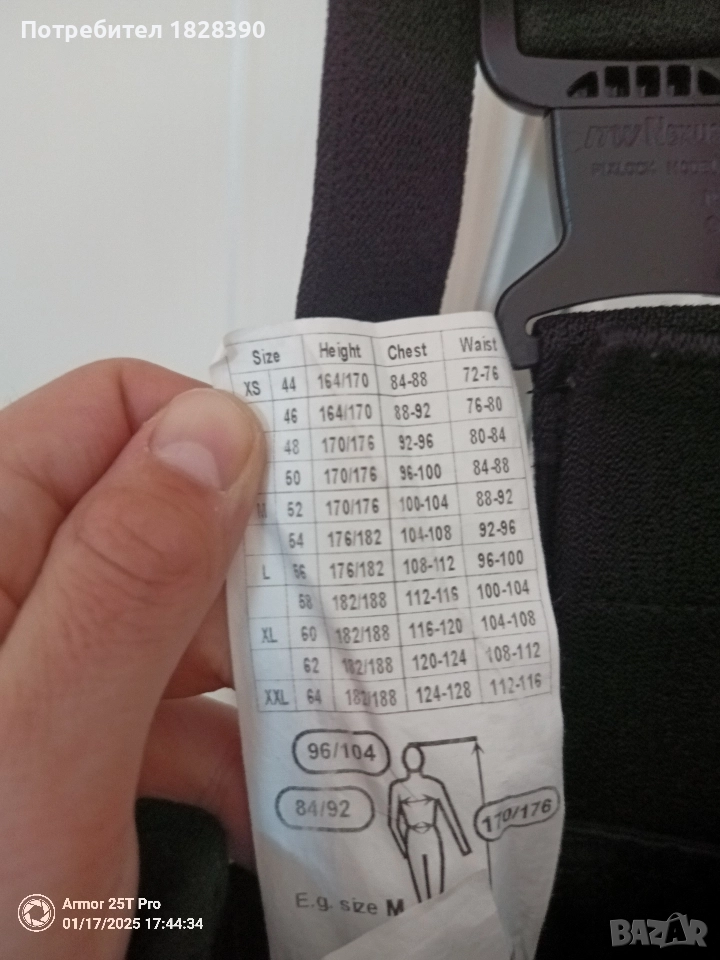 Потребител 1828390
ITW NEXUS
Size Height Chest Waist
XS 44 164/170 84-88 72-76
46 164/170 88-92 76-80
48 170/176 92-96 80-84
50 170/176 96-100 84-88
M 52 170/176 100-104 88-92
54 176/182 104-108 92-96
L 56 176/182 108-112 96-100
58 182/188 112-116 100-104
XL 60 182/188 116-120 104-108
62 182/188 120-124 108-112
XXL 64 182/188 124-128 112-116
96/104
84/92
170/176
E.g. size M
Armor 25T Pro
01/17/2025 17:44:34
BAZAR